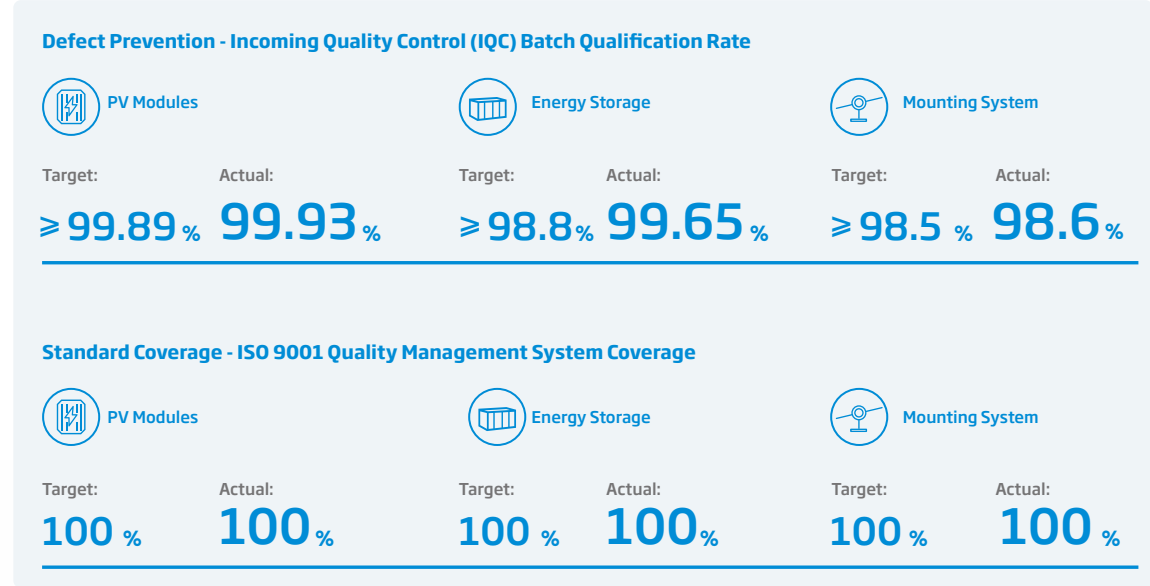 Defect Prevention - Incoming Quality Control (IQC) Batch Qualification Rate
PV Modules Energy Storage Mounting System
Target: Actual: Target: Actual: Target: Actual:
⩾ 99.89 % 99.93 % ⩾ 98.8 % 99.65 % ⩾ 98.5 % 98.6 %
Standard Coverage - ISO 9001 Quality Management System Coverage
PV Modules Energy Storage Mounting System
Target: Actual: Target: Actual: Target: Actual:
100 % 100 % 100 % 100 % 100 % 100 %